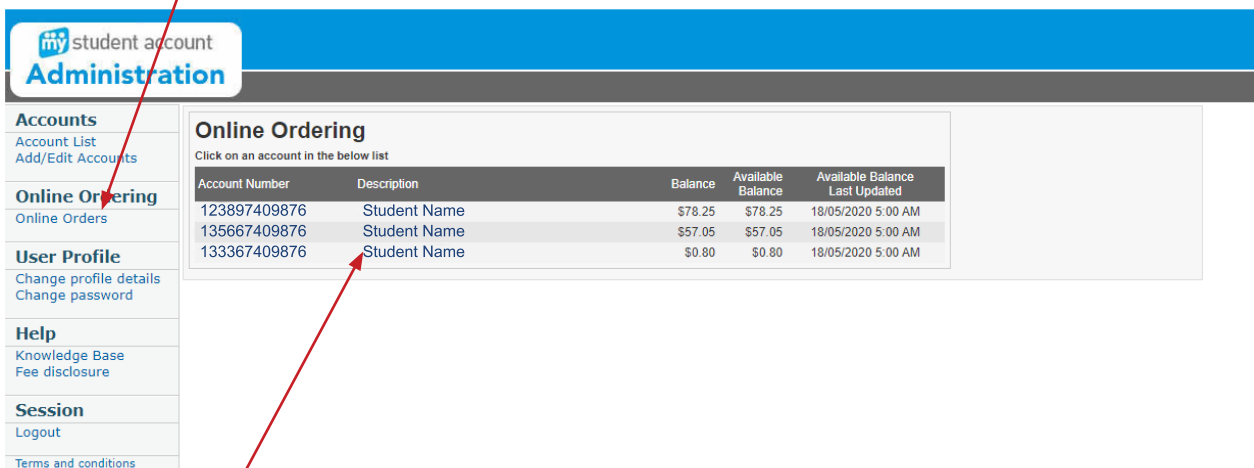 my student account
Administration
Accounts
Account List
Add/Edit Accounts
Online Ordering
Online Orders
User Profile
Change profile details
Change password
Help
Knowledge Base
Fee disclosure
Session
Logout
Terms and conditions
Online Ordering
Click on an account in the below list
Account Number Description Balance Available Balance Available Balance Last Updated
123897409876 Student Name $78.25 $78.25 18/05/2020 5:00 AM
135667409876 Student Name $57.05 $57.05 18/05/2020 5:00 AM
133367409876 Student Name $0.80 $0.80 18/05/2020 5:00 AM